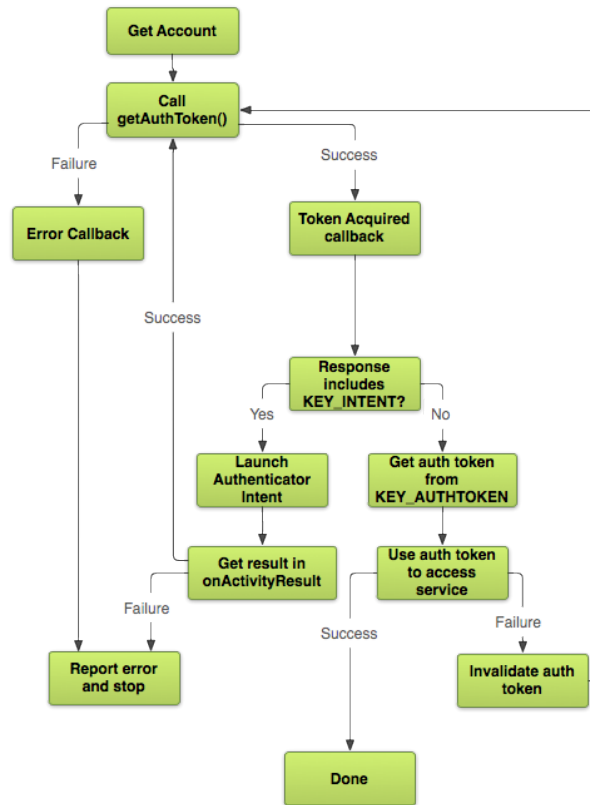 Get Account
Call
getAuthToken()
Failure
Success
Error Callback
Token Acquired
callback
Success
Response
includes
KEY_INTENT?
Yes
No
Launch
Authenticator
Intent
Get auth token
from
KEY_AUTHTOKEN
Get result in
onActivityResult
Use auth token
to access
service
Failure
Success
Failure
Report error
and stop
Invalidate auth
token
Done